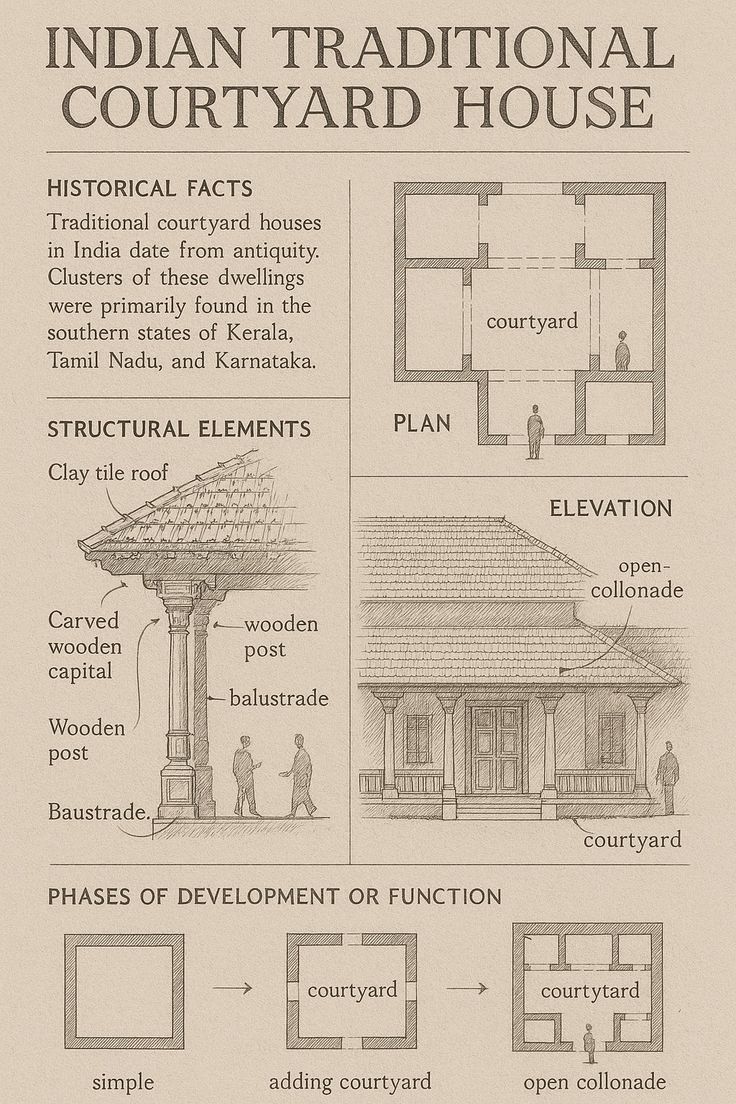 INDIAN TRADITIONAL
COURTYARD HOUSE
HISTORICAL FACTS
Traditional courtyard houses
in India date from antiquity.
Clusters of these dwellings
were primarily found in the
southern states of Kerala,
Tamil Nadu, and Karnataka.
courtyard
PLAN
STRUCTURAL ELEMENTS
Clay tile roof
Carved
wooden
capital
wooden
post
balustrade
Wooden
post
Baustrade.
ELEVATION
open-
collonade
courtyard
PHASES OF DEVELOPMENT OR FUNCTION
simple
courtyard
adding courtyard
courtytard
open collonade